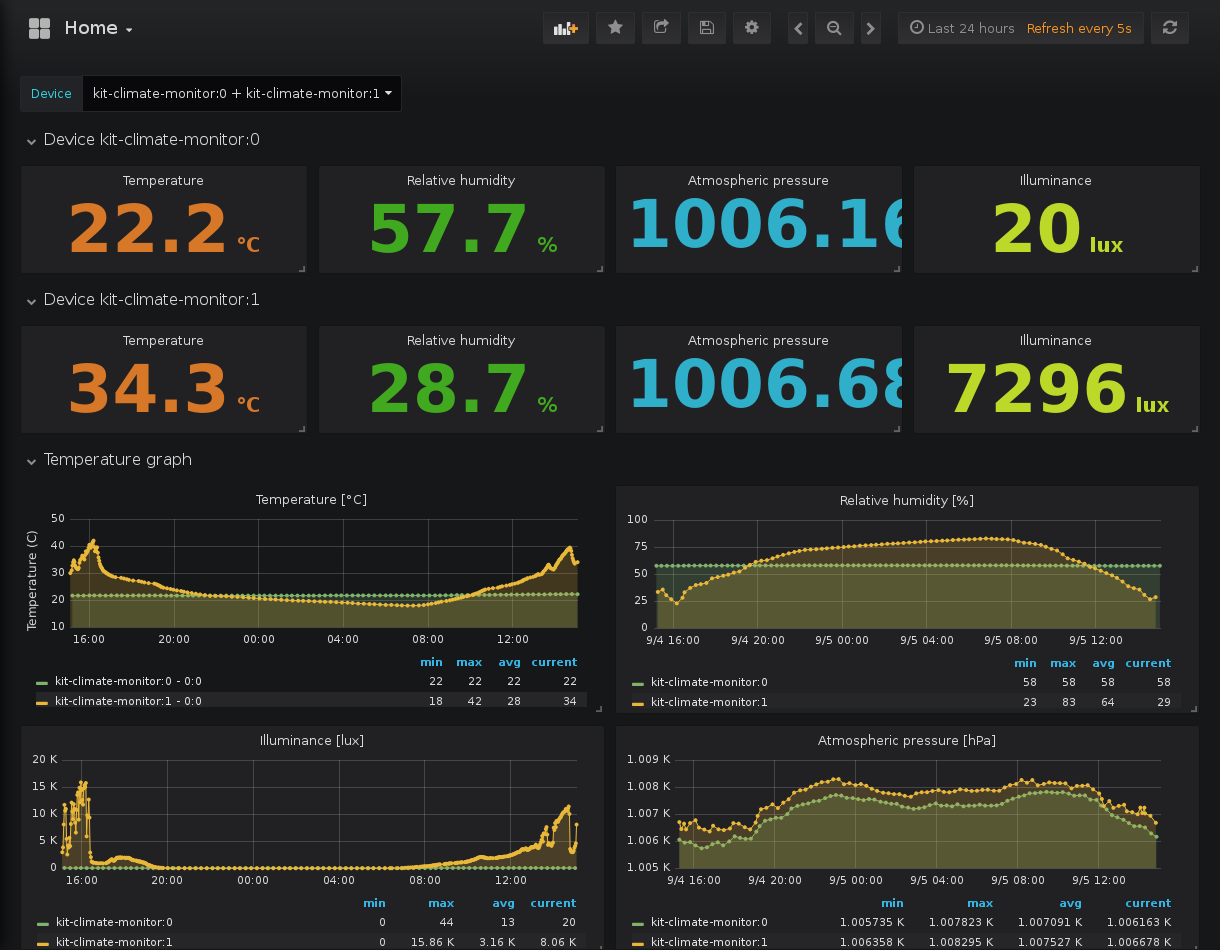 Home
Last 24 hours Refresh every 5s
Device kit-climate-monitor:0 + kit-climate-monitor:1
Device kit-climate-monitor:0
Temperature Relative humidity Atmospheric pressure Illuminance
22.2 °C 57.7 % 1006.16 20 lux
Device kit-climate-monitor:1
Temperature Relative humidity Atmospheric pressure Illuminance
34.3 °C 28.7 % 1006.68 7296 lux
Temperature graph
Temperature [°C]
Temperature (C)
50
40
30
20
10
16:00 20:00 00:00 04:00 08:00 12:00
min max avg current
kit-climate-monitor:0 - 0:0 22 22 22 22
kit-climate-monitor:1 - 0:0 18 42 28 34
Relative humidity [%]
100
75
50
25
0
9/4 16:00 9/4 20:00 9/5 00:00 9/5 04:00 9/5 08:00 9/5 12:00
min max avg current
kit-climate-monitor:0 58 58 58 58
kit-climate-monitor:1 23 83 64 29
Illuminance [lux]
20 K
15 K
10 K
5 K
0
16:00 20:00 00:00 04:00 08:00 12:00
min max avg current
kit-climate-monitor:0 0 44 13 20
kit-climate-monitor:1 0 15.86 K 3.16 K 8.06 K
Atmospheric pressure [hPa]
1.009 K
1.008 K
1.007 K
1.006 K
1.005 K
9/4 16:00 9/4 20:00 9/5 00:00 9/5 04:00 9/5 08:00 9/5 12:00
min max avg current
kit-climate-monitor:0 1.005735 K 1.007823 K 1.007091 K 1.006163 K
kit-climate-monitor:1 1.006358 K 1.008295 K 1.007527 K 1.006678 K